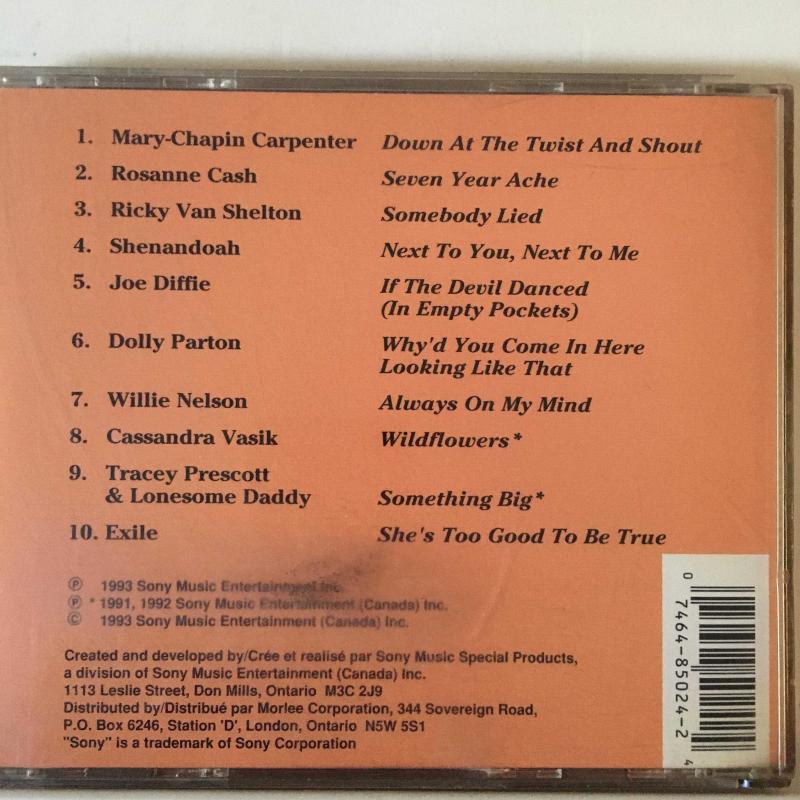 1. Mary-Chapin Carpenter Down At The Twist And Shout
2. Rosanne Cash Seven Year Ache
3. Ricky Van Shelton Somebody Lied
4. Shenandoah Next To You, Next To Me
5. Joe Diffie If The Devil Danced
(In Empty Pockets)
6. Dolly Parton Why'd You Come In Here
Looking Like That
7. Willie Nelson Always On My Mind
8. Cassandra Vasik Wildflowers*
9. Tracey Prescott
& Lonesome Daddy Something Big*
10. Exile She's Too Good To Be True
℗ 1993 Sony Music Entertainment Inc.
℗ * 1991, 1992 Sony Music Entertainment (Canada) Inc.
© 1993 Sony Music Entertainment (Canada) Inc.
Created and developed by/Crée et realisé par Sony Music Special Products,
a division of Sony Music Entertainment (Canada) Inc.
1113 Leslie Street, Don Mills, Ontario M3C 2J9
Distributed by/Distribué par Morlee Corporation, 344 Sovereign Road,
P.O. Box 6246, Station 'D', London, Ontario N5W 5S1
"Sony" is a trademark of Sony Corporation
0 7464-85024-2 4